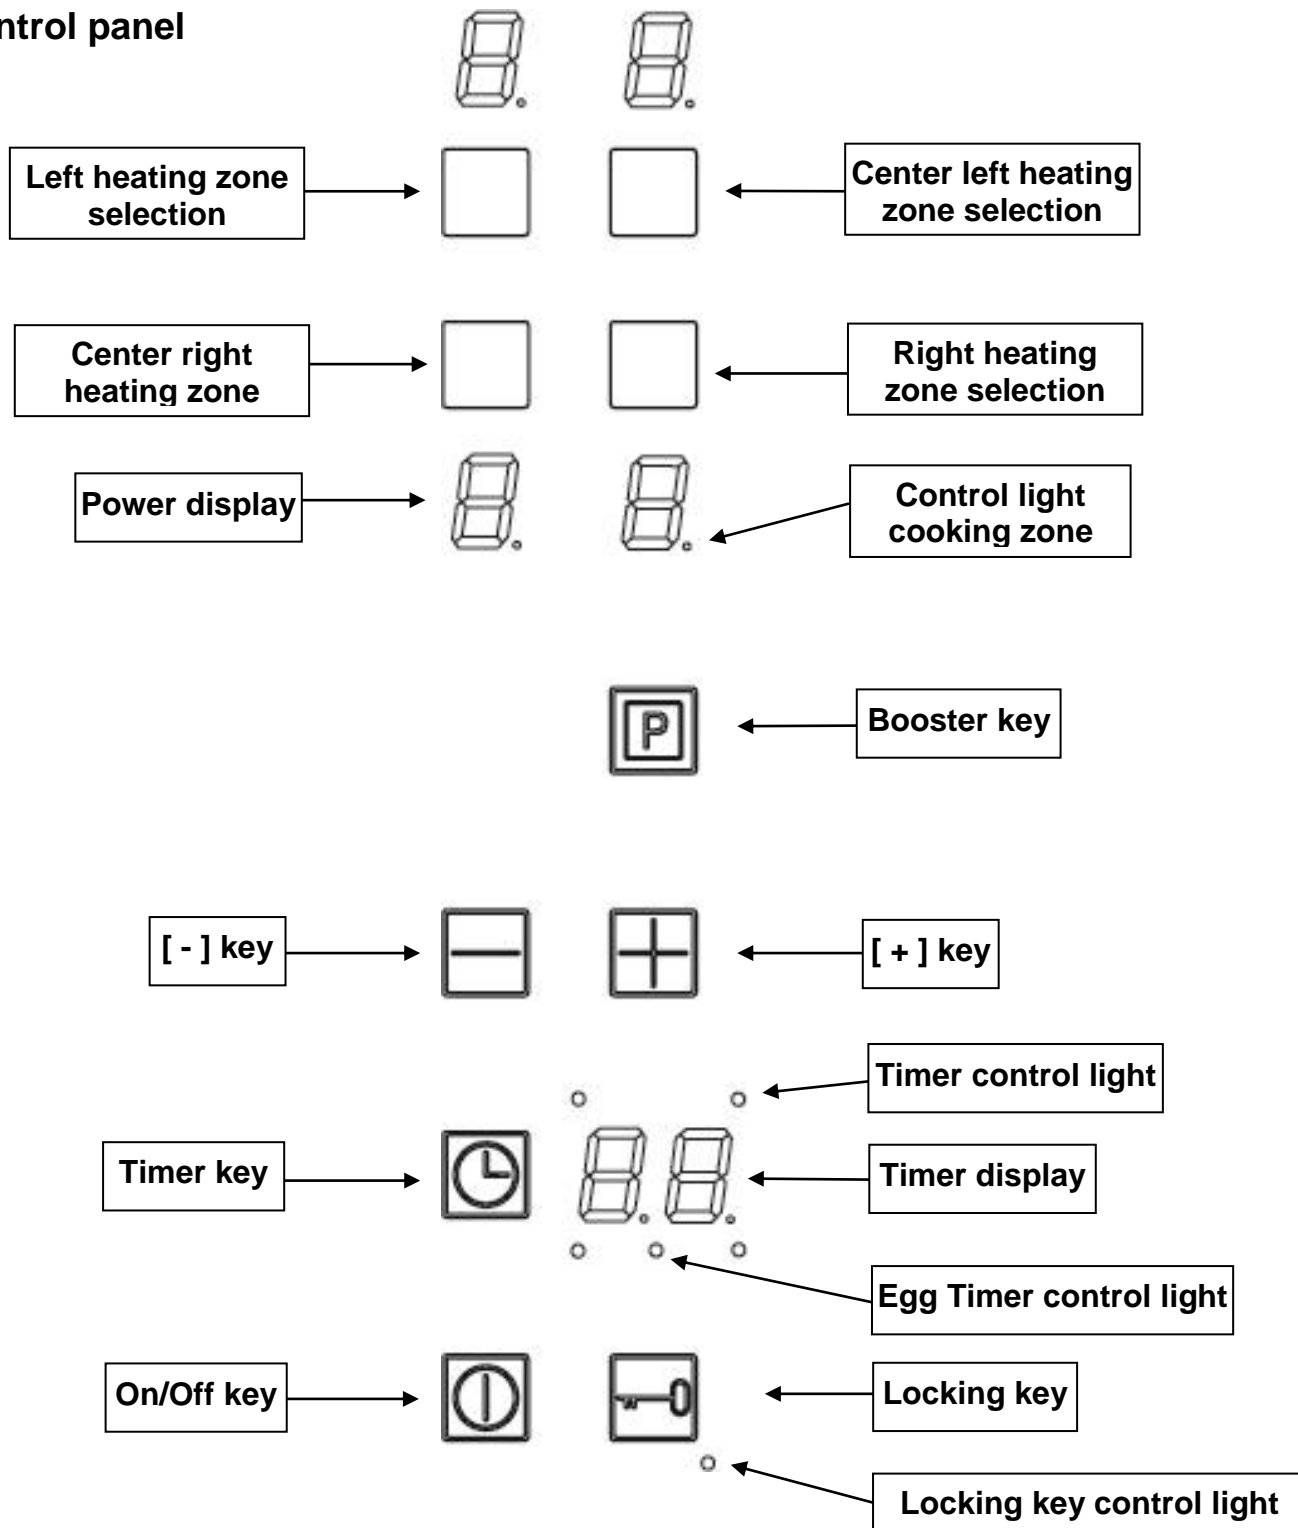 ntrol panel
Left heating zone
selection
Center left heating
zone selection
Center right
heating zone
Right heating
zone selection
Power display
Control light
cooking zone
P
Booster key
[ - ] key
[ + ] key
Timer control light
Timer key
Timer display
Egg Timer control light
On/Off key
Locking key
Locking key control light